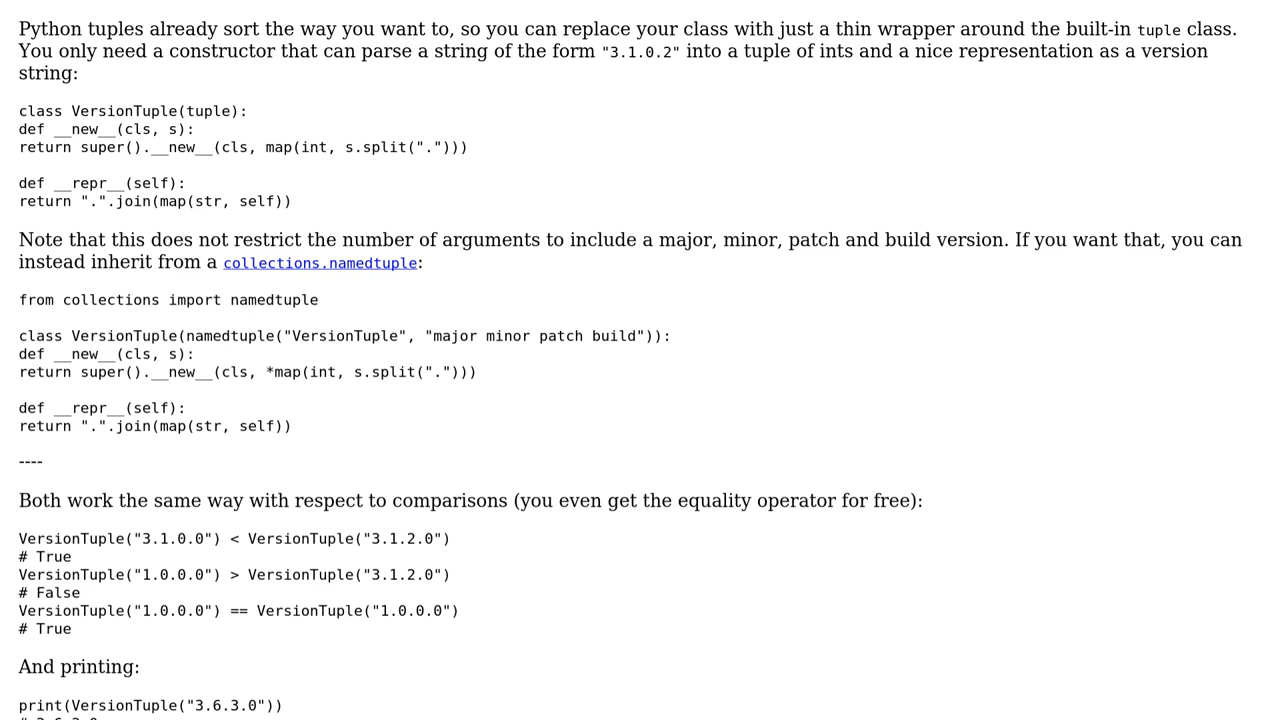 Python tuples already sort the way you want to, so you can replace your class with just a thin wrapper around the built-in tuple class.
You only need a constructor that can parse a string of the form "3.1.0.2" into a tuple of ints and a nice representation as a version
string:
class VersionTuple(tuple):
def __new__(cls, s):
return super().__new__(cls, map(int, s.split(".")))
def __repr__(self):
return ".".join(map(str, self))
Note that this does not restrict the number of arguments to include a major, minor, patch and build version. If you want that, you can
instead inherit from a collections.namedtuple:
from collections import namedtuple
class VersionTuple(namedtuple("VersionTuple", "major minor patch build")):
def __new__(cls, s):
return super().__new__(cls, *map(int, s.split(".")))
def __repr__(self):
return ".".join(map(str, self))
----
Both work the same way with respect to comparisons (you even get the equality operator for free):
VersionTuple("3.1.0.0") < VersionTuple("3.1.2.0")
# True
VersionTuple("1.0.0.0") > VersionTuple("3.1.2.0")
# False
VersionTuple("1.0.0.0") == VersionTuple("1.0.0.0")
# True
And printing:
print(VersionTuple("3.6.3.0"))